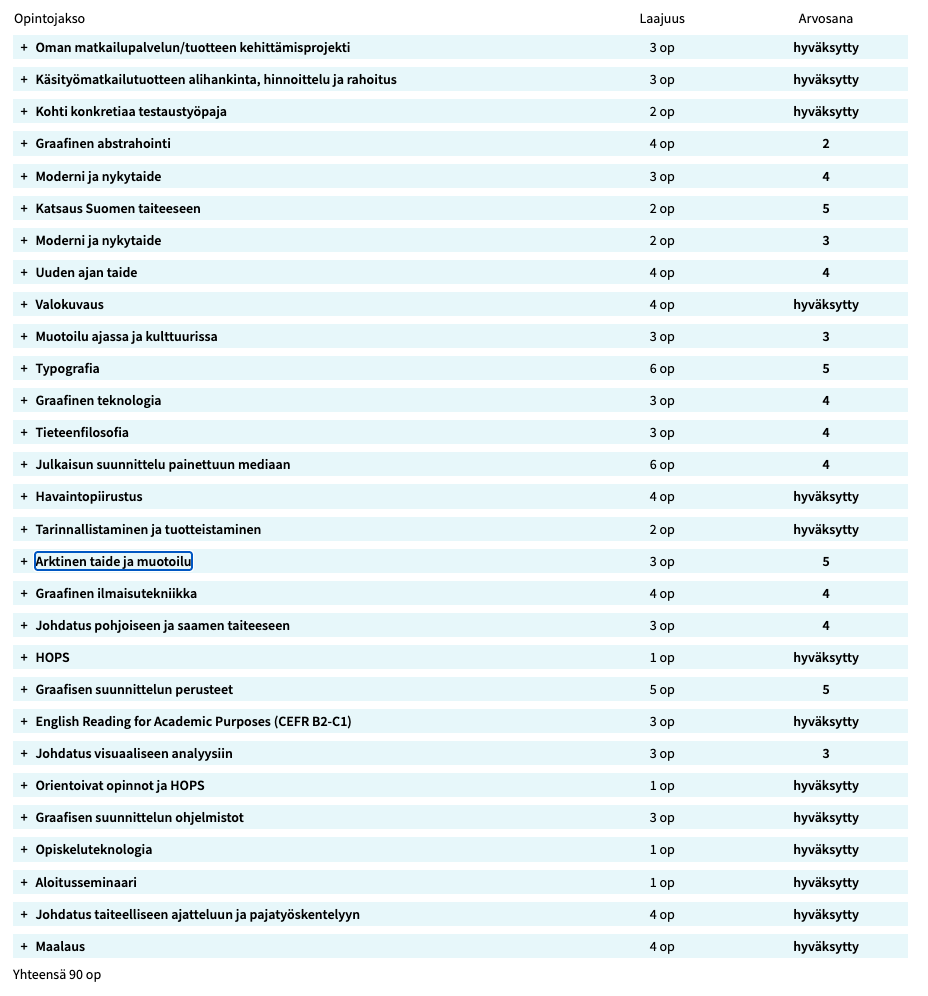 Opintojakso Laajuus Arvosana
+ Oman matkailupalvelun/tuotteen kehittämisprojekti 3 op hyväksytty
+ Käsityömatkailutuotteen alihankinta, hinnoittelu ja rahoitus 3 op hyväksytty
+ Kohti konkretiaa testaustyöpaja 2 op hyväksytty
+ Graafinen abstrahointi 4 op 2
+ Moderni ja nykytaide 3 op 4
+ Katsaus Suomen taiteeseen 2 op 5
+ Moderni ja nykytaide 2 op 3
+ Uuden ajan taide 4 op 4
+ Valokuvaus 4 op hyväksytty
+ Muotoilu ajassa ja kulttuurissa 3 op 3
+ Typografia 6 op 5
+ Graafinen teknologia 3 op 4
+ Tieteenfilosofia 3 op 4
+ Julkaisun suunnittelu painettuun mediaan 6 op 4
+ Havaintopiirustus 4 op hyväksytty
+ Tarinnallistaminen ja tuotteistaminen 2 op hyväksytty
+ Arktinen taide ja muotoilu 3 op 5
+ Graafinen ilmaisutekniikka 4 op 4
+ Johdatus pohjoiseen ja saamen taiteeseen 3 op 4
+ HOPS 1 op hyväksytty
+ Graafisen suunnittelun perusteet 5 op 5
+ English Reading for Academic Purposes (CEFR B2-C1) 3 op hyväksytty
+ Johdatus visuaaliseen analyysiin 3 op 3
+ Orientoivat opinnot ja HOPS 1 op hyväksytty
+ Graafisen suunnittelun ohjelmistot 3 op hyväksytty
+ Opiskeluteknologia 1 op hyväksytty
+ Aloitusseminaari 1 op hyväksytty
+ Johdatus taiteelliseen ajatteluun ja pajatyöskentelyyn 4 op hyväksytty
+ Maalaus 4 op hyväksytty
Yhteensä 90 op